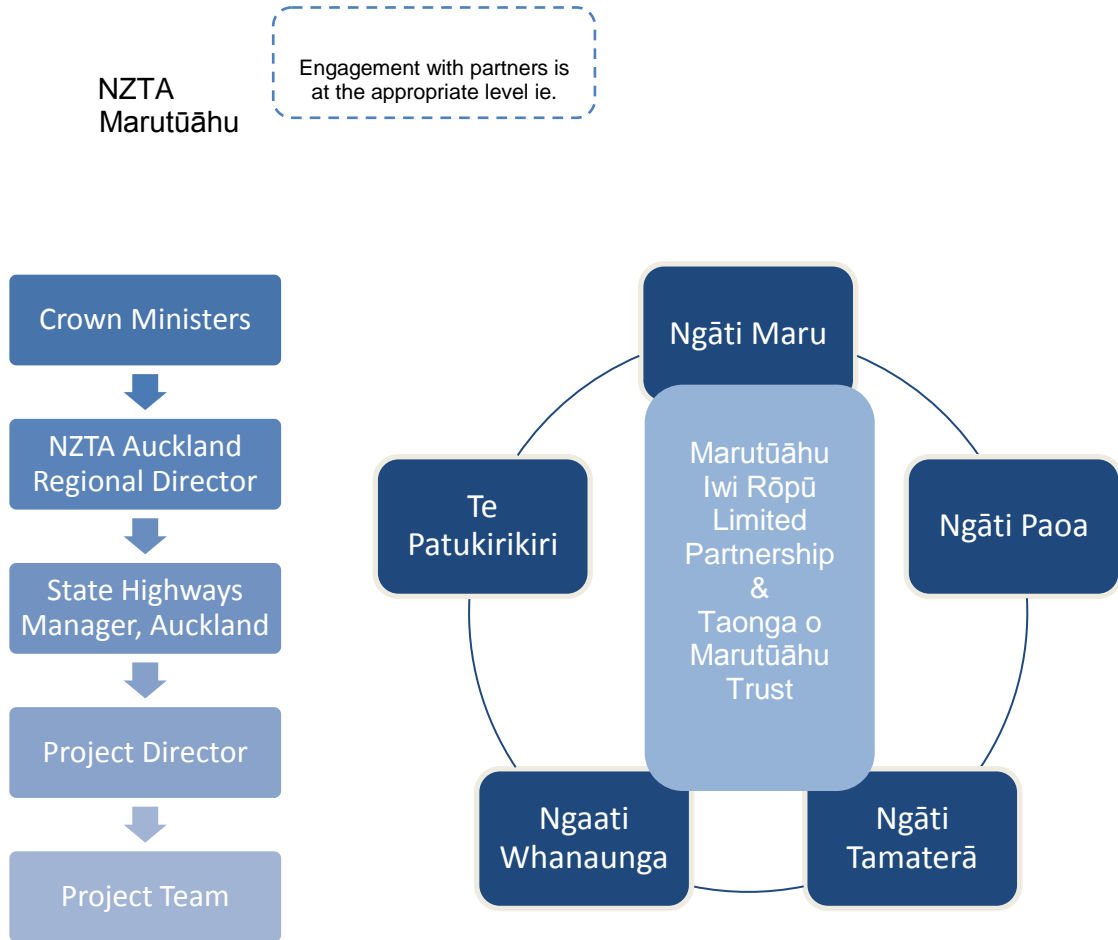 Engagement with partners is
at the appropriate level ie.
NZTA
Marutūāhu
Crown Ministers
NZTA Auckland
Regional Director
State Highways
Manager, Auckland
Project Director
Project Team
Ngāti Maru
Ngāti Paoa
Ngāti
Tamaterā
Ngaati
Whanaunga
Te
Patukirikiri
Marutūāhu
Iwi Rōpū
Limited
Partnership
&
Taonga o
Marutūāhu
Trust